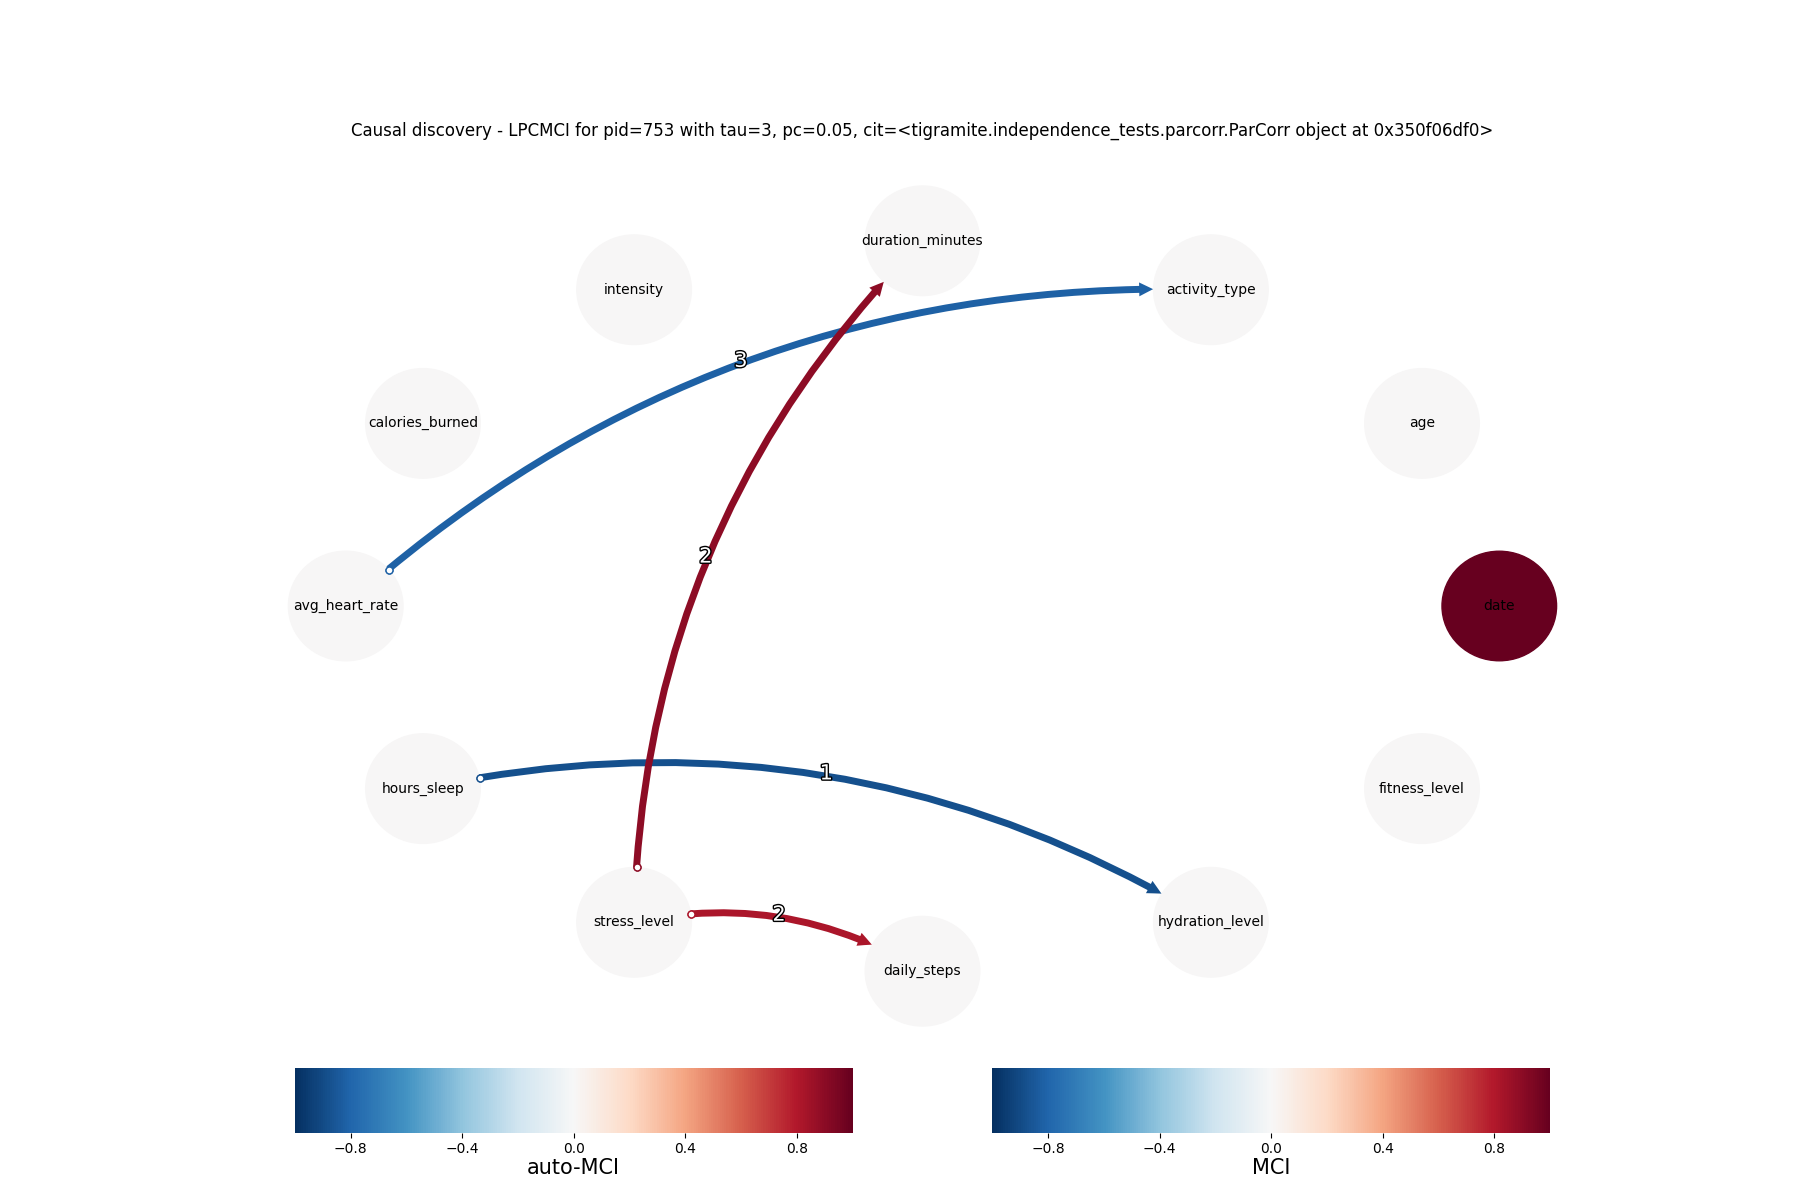 Causal discovery - LPCMCI for pid=753 with tau=3, pc=0.05, cit=<tigramite.independence_tests.parcorr.ParCorr object at 0x350f06df0>
duration_minutes
intensity
activity_type
3
calories_burned
age
2
avg_heart_rate
date
1
hours_sleep
fitness_level
2
stress_level
hydration_level
daily_steps
−0.8 −0.4 0.0 0.4 0.8
auto-MCI
−0.8 −0.4 0.0 0.4 0.8
MCI